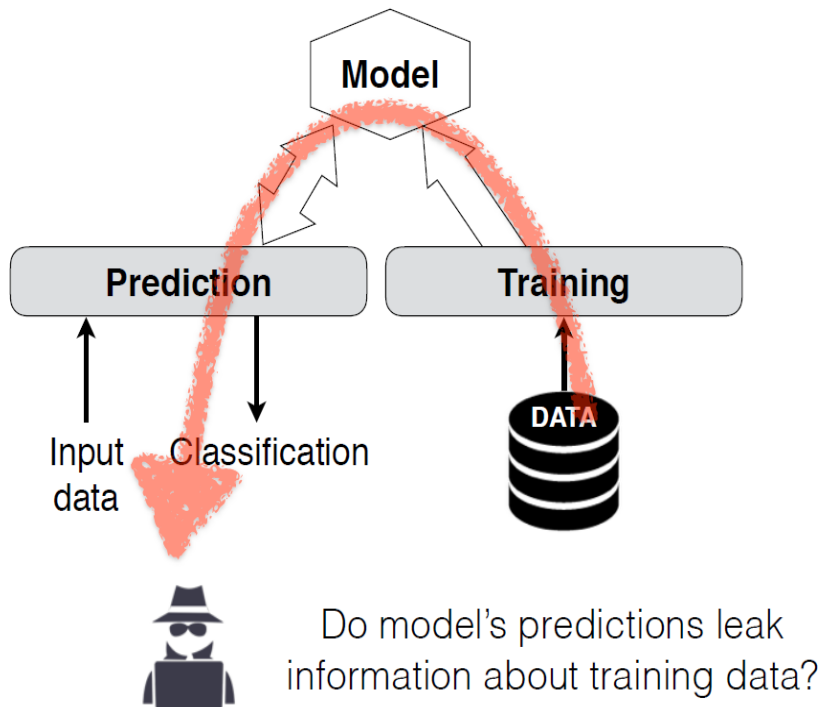 Model
Prediction
Training
Input
data
Classification
DATA
Do model's predictions leak
information about training data?